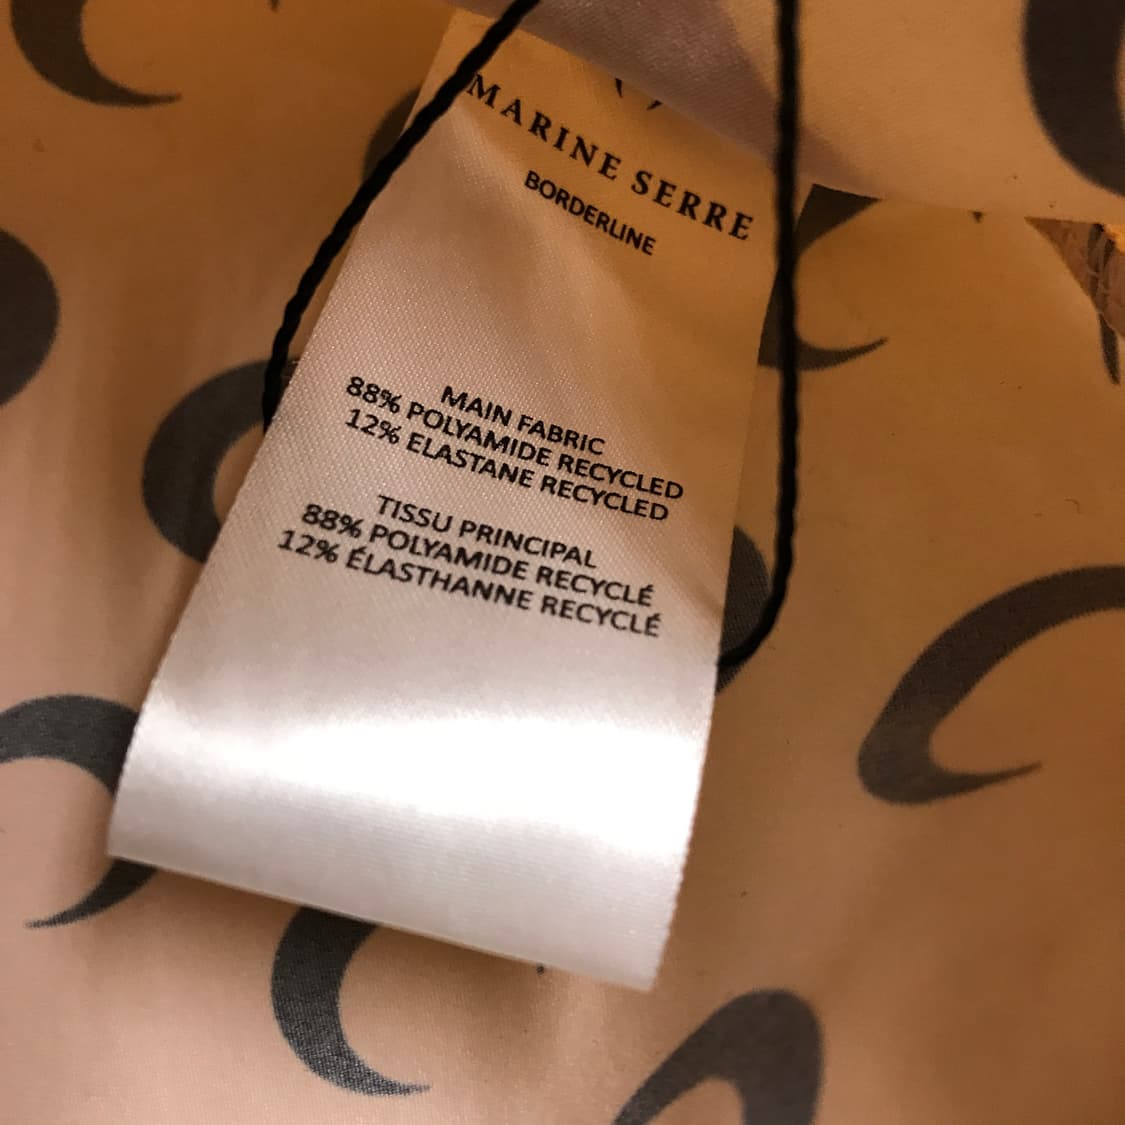 MARINE SERRE
BORDERLINE
MAIN FABRIC
88% POLYAMIDE RECYCLED
12% ELASTANE RECYCLED
TISSU PRINCIPAL
88% POLYAMIDE RECYCLÉ
12% ÉLASTHANNE RECYCLÉ